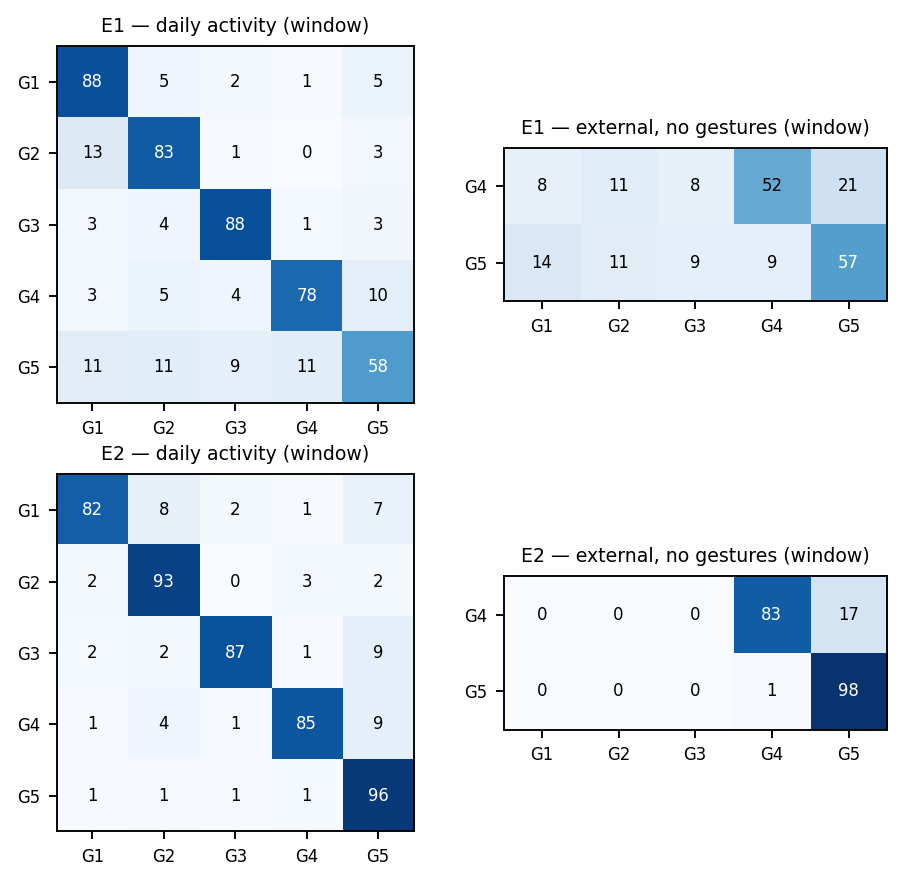 E1 — daily activity (window)
G1 88 5 2 1 5
G2 13 83 1 0 3
G3 3 4 88 1 3
G4 3 5 4 78 10
G5 11 11 9 11 58
G1 G2 G3 G4 G5
E1 — external, no gestures (window)
G4 8 11 8 52 21
G5 14 11 9 9 57
G1 G2 G3 G4 G5
E2 — daily activity (window)
G1 82 8 2 1 7
G2 2 93 0 3 2
G3 2 2 87 1 9
G4 1 4 1 85 9
G5 1 1 1 1 96
G1 G2 G3 G4 G5
E2 — external, no gestures (window)
G4 0 0 0 83 17
G5 0 0 0 1 98
G1 G2 G3 G4 G5